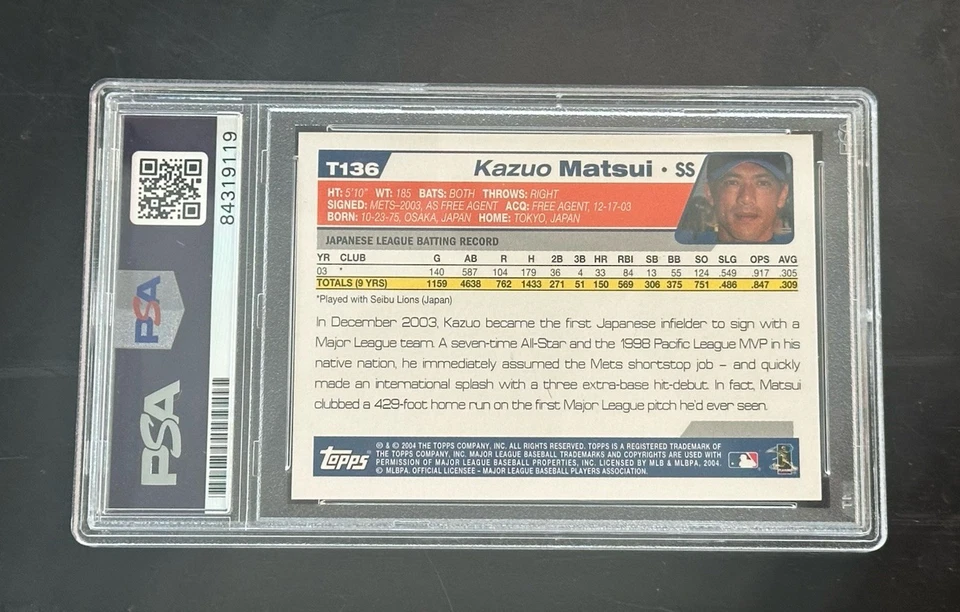 84319119
PSA
PSA
T136 Kazuo Matsui • SS
HT: 5'10" WT: 185 BATS: BOTH THROWS: RIGHT
SIGNED: METS–2003, AS FREE AGENT ACQ: FREE AGENT, 12-17-03
BORN: 10-23-75, OSAKA, JAPAN HOME: TOKYO, JAPAN
JAPANESE LEAGUE BATTING RECORD
YR CLUB G AB R H 2B 3B HR RBI SB BB SO SLG OPS AVG
03 * 140 587 104 179 36 4 33 84 13 55 124 .549 .917 .305
TOTALS (9 YRS) 1159 4638 762 1433 271 51 150 569 306 375 751 .486 .847 .309
*Played with Seibu Lions (Japan)
In December 2003, Kazuo became the first Japanese infielder to sign with a
Major League team. A seven-time All-Star and the 1998 Pacific League MVP in his
native nation, he immediately assumed the Mets shortstop job – and quickly
made an international splash with a three extra-base hit-debut. In fact, Matsui
clubbed a 429-foot home run on the first Major League pitch he'd ever seen.
topps
® & © 2004 THE TOPPS COMPANY, INC. ALL RIGHTS RESERVED. TOPPS IS A REGISTERED TRADEMARK OF
THE TOPPS COMPANY, INC. MAJOR LEAGUE BASEBALL TRADEMARKS AND COPYRIGHTS ARE USED WITH
PERMISSION OF MAJOR LEAGUE BASEBALL PROPERTIES, INC. LICENSED BY MLB & MLBPA, 2004.
© MLBPA. OFFICIAL LICENSEE – MAJOR LEAGUE BASEBALL PLAYERS ASSOCIATION.